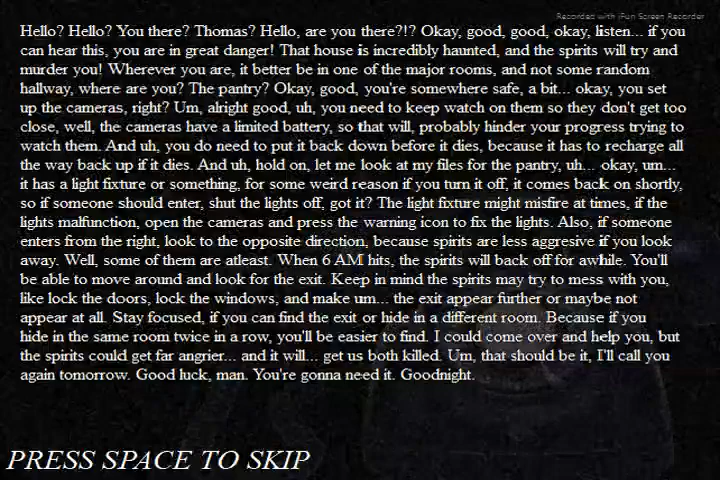 Recorded with iFun Screen Recorder
Hello? Hello? You there? Thomas? Hello, are you there?!? Okay, good, good, okay, listen... if you
can hear this, you are in great danger! That house is incredibly haunted, and the spirits will try and
murder you! Wherever you are, it better be in one of the major rooms, and not some random
hallway, where are you? The pantry? Okay, good, you're somewhere safe, a bit... okay, you set
up the cameras, right? Um, alright good, uh, you need to keep watch on them so they don't get too
close, well, the cameras have a limited battery, so that will, probably hinder your progress trying to
watch them. And uh, you do need to put it back down before it dies, because it has to recharge all
the way back up if it dies. And uh, hold on, let me look at my files for the pantry, uh... okay, um...
it has a light fixture or something, for some weird reason if you turn it off, it comes back on shortly,
so if someone should enter, shut the lights off, got it? The light fixture might misfire at times, if the
lights malfunction, open the cameras and press the warning icon to fix the lights. Also, if someone
enters from the right, look to the opposite direction, because spirits are less aggresive if you look
away. Well, some of them are atleast. When 6 AM hits, the spirits will back off for awhile. You'll
be able to move around and look for the exit. Keep in mind the spirits may try to mess with you,
like lock the doors, lock the windows, and make um... the exit appear further or maybe not
appear at all. Stay focused, if you can find the exit or hide in a different room. Because if you
hide in the same room twice in a row, you'll be easier to find. I could come over and help you, but
the spirits could get far angrier... and it will... get us both killed. Um, that should be it, I'll call you
again tomorrow. Good luck, man. You're gonna need it. Goodnight.
PRESS SPACE TO SKIP